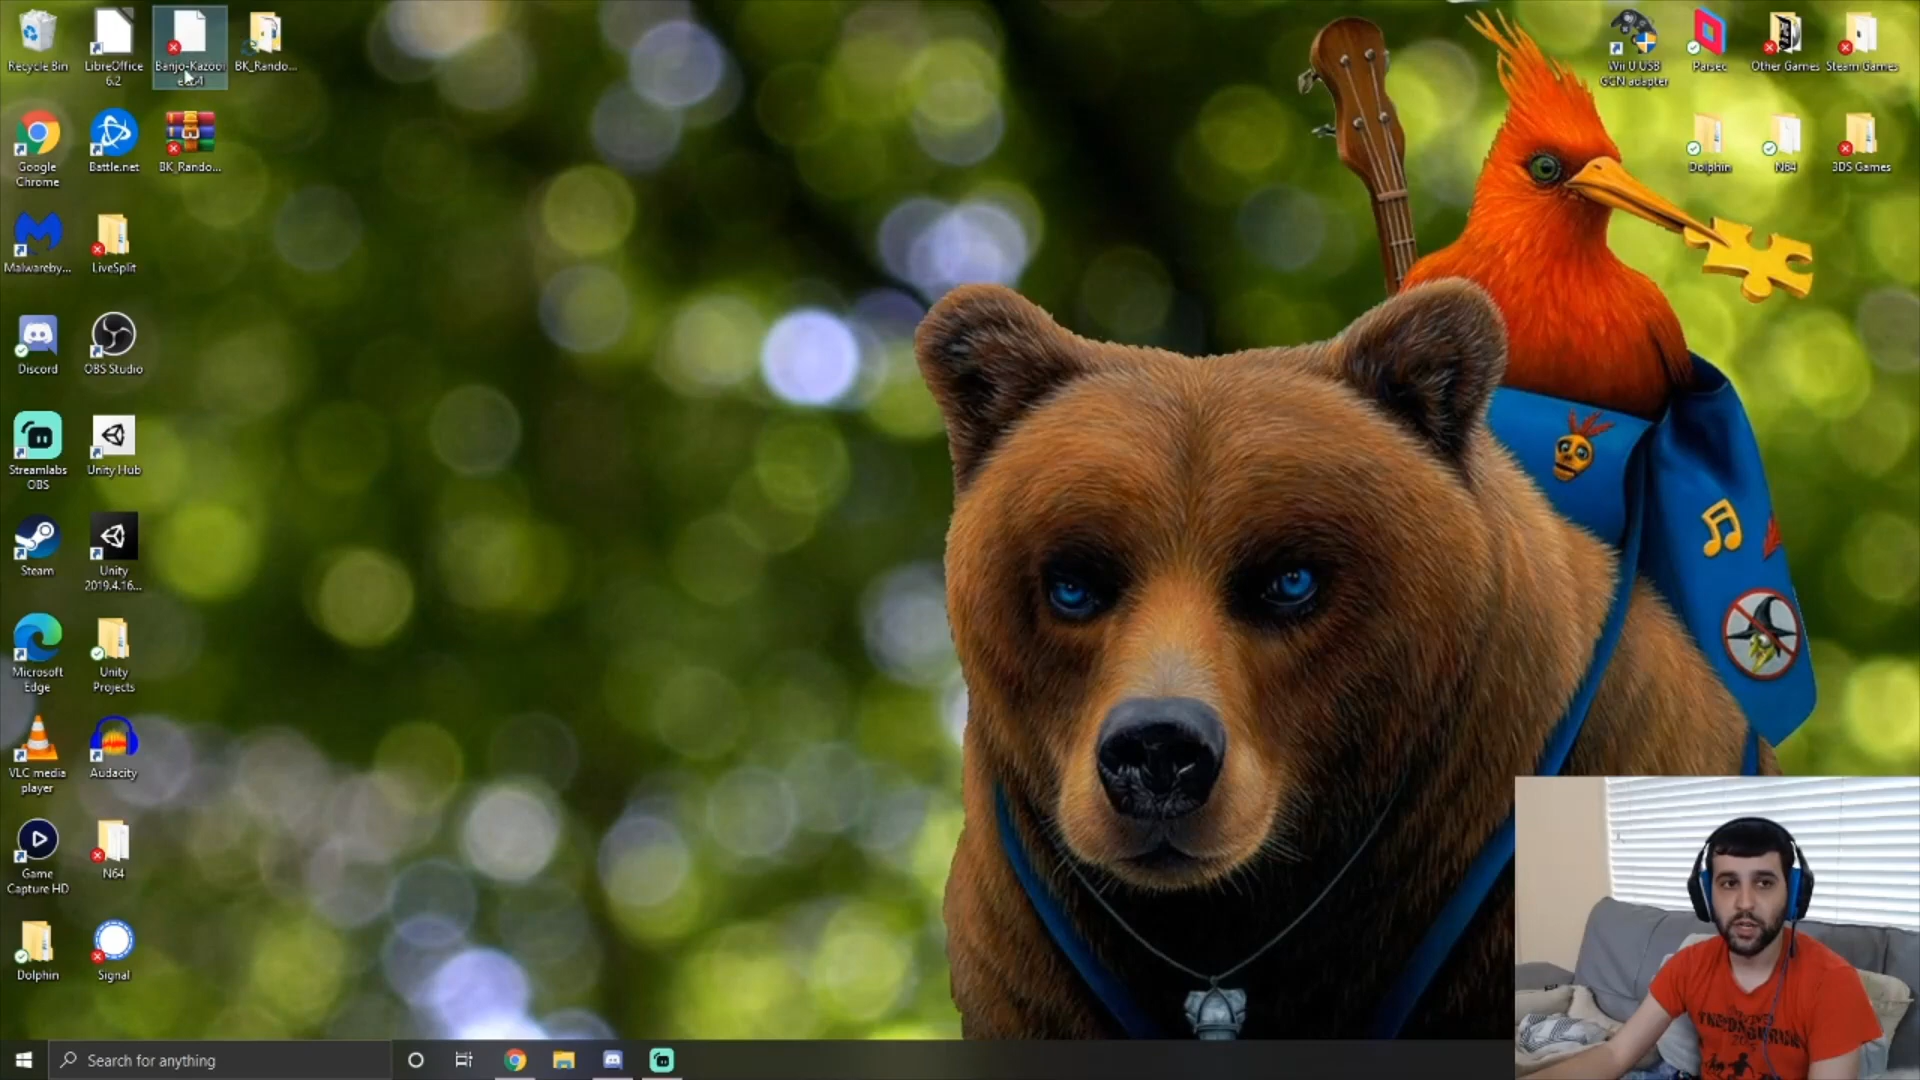 Recycle Bin
LibreOffice
6.2
Banjo-Kazooi
e.z64
BK_Rando...
Google
Chrome
Battle.net
BK_Rando...
Malwareby...
LiveSplit
Discord
OBS Studio
Streamlabs
OBS
Unity Hub
Steam
Unity
2019.4.16...
Microsoft
Edge
Unity
Projects
VLC media
player
Audacity
Game
Capture HD
N64
Dolphin
Signal
Wii U USB
GCN adapter
Parsec
Other Games
Steam Games
Dolphin
N64
3DS Games
Search for anything